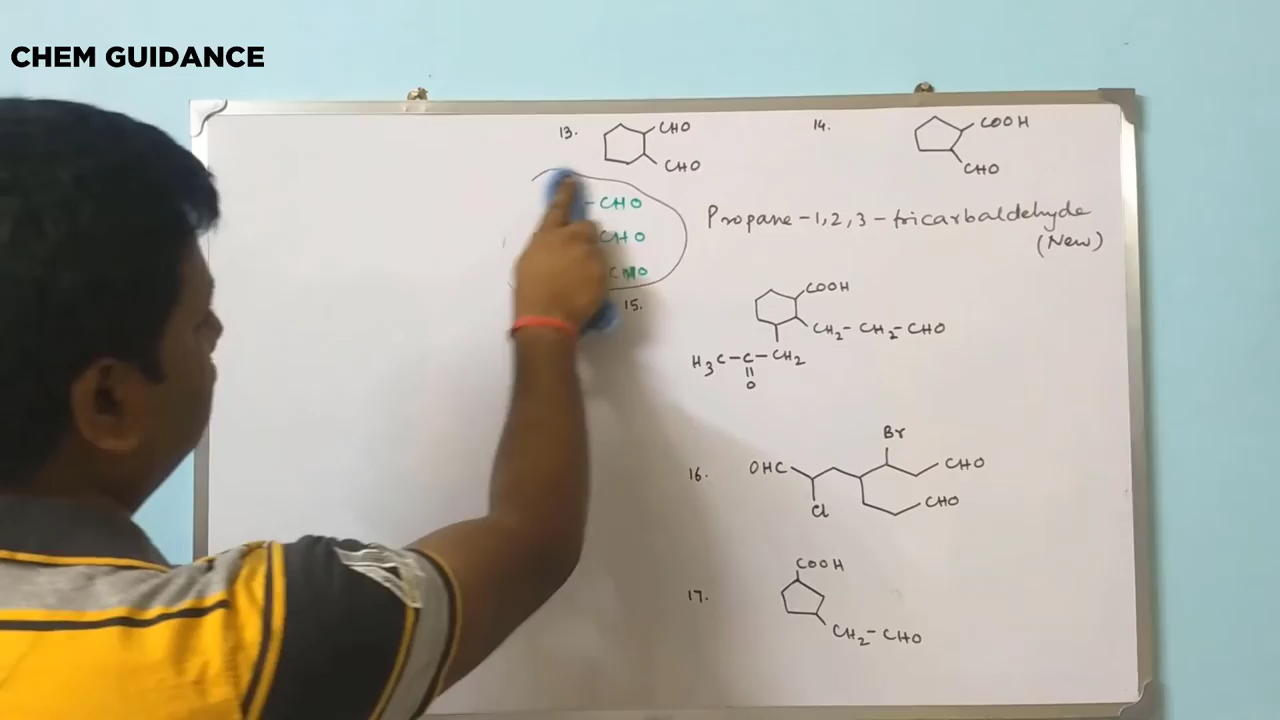 CHEM GUIDANCE
13.
CHO
CHO
14.
COOH
CHO
-CHO
CHO
CHO
Propane-1,2,3-tricarbaldehyde
(New)
15.
COOH
CH2-CH2-CHO
H3C-C-CH2
O
16.
Br
OHC
CHO
Cl
CHO
17.
COOH
CH2-CHO